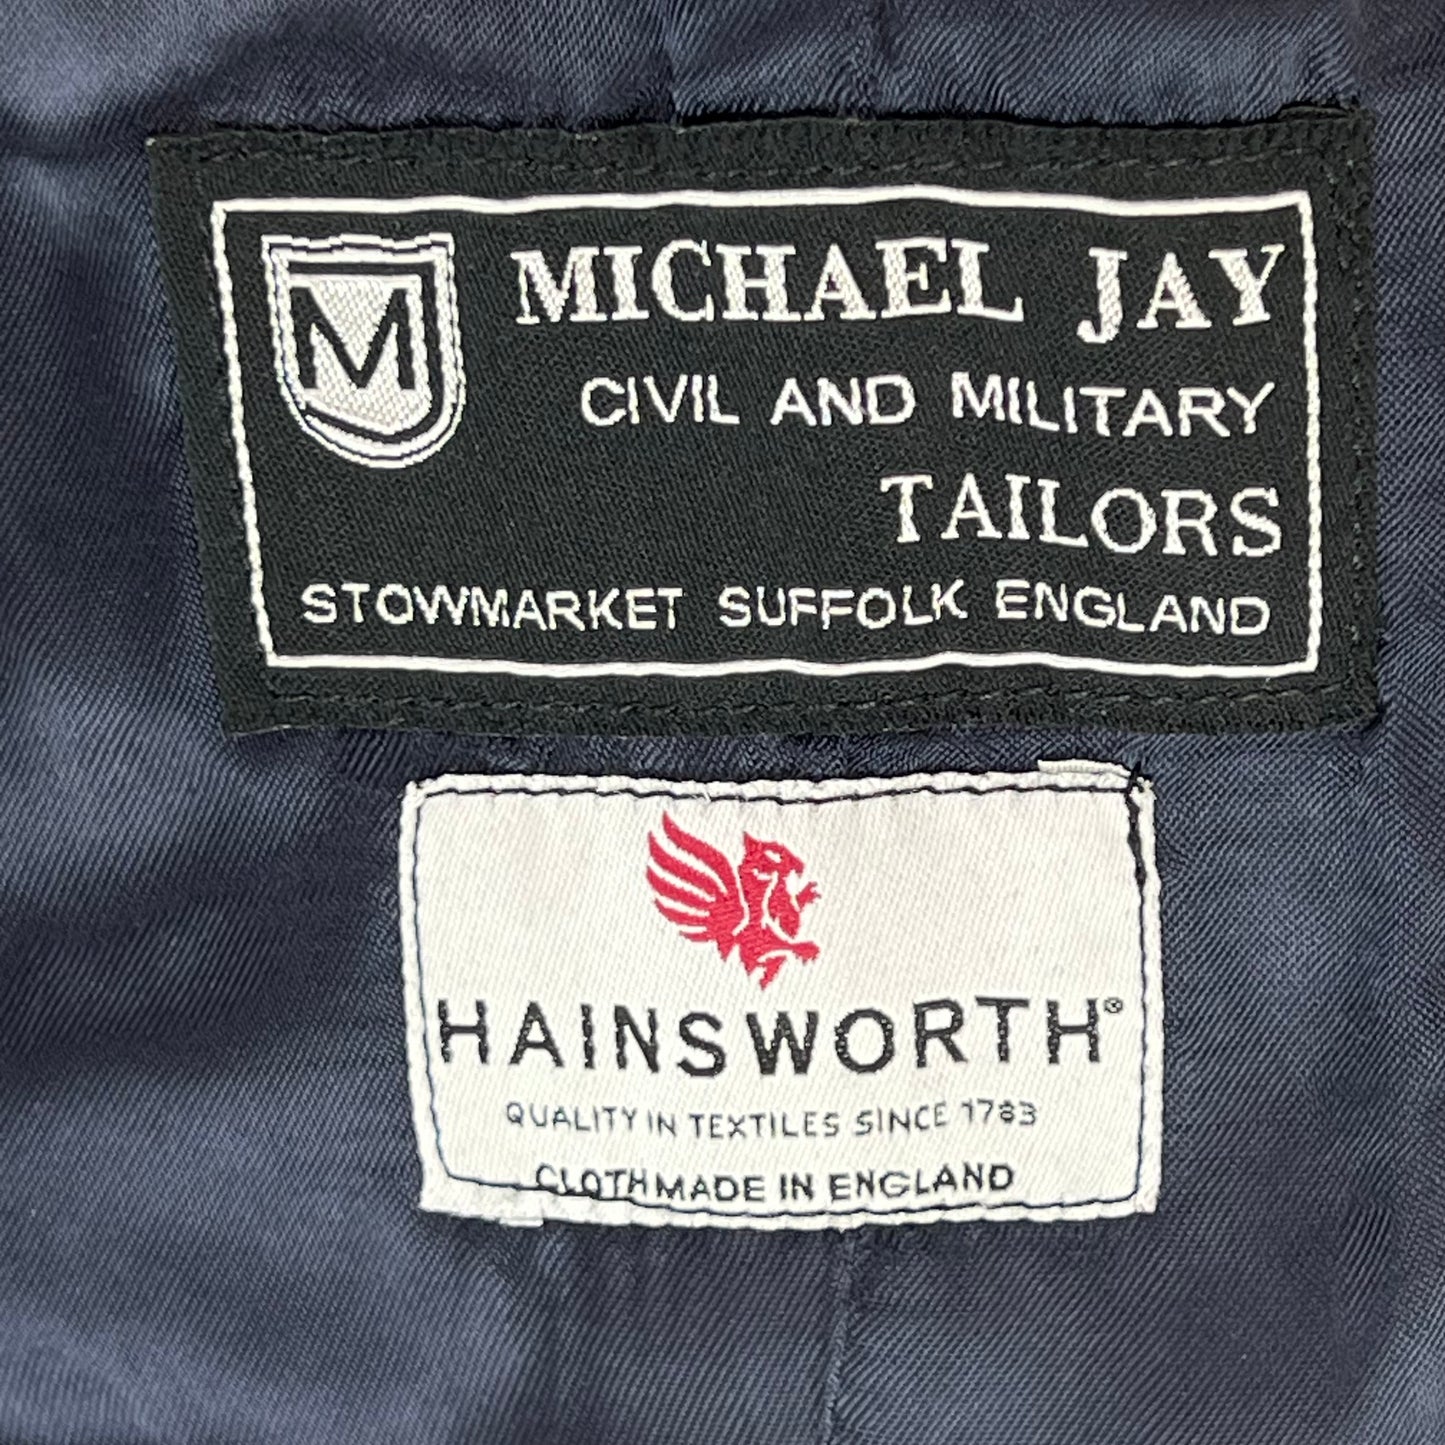 M
MICHAEL JAY
CIVIL AND MILITARY
TAILORS
STOWMARKET SUFFOLK ENGLAND
HAINSWORTH®
QUALITY IN TEXTILES SINCE 1783
CLOTH MADE IN ENGLAND